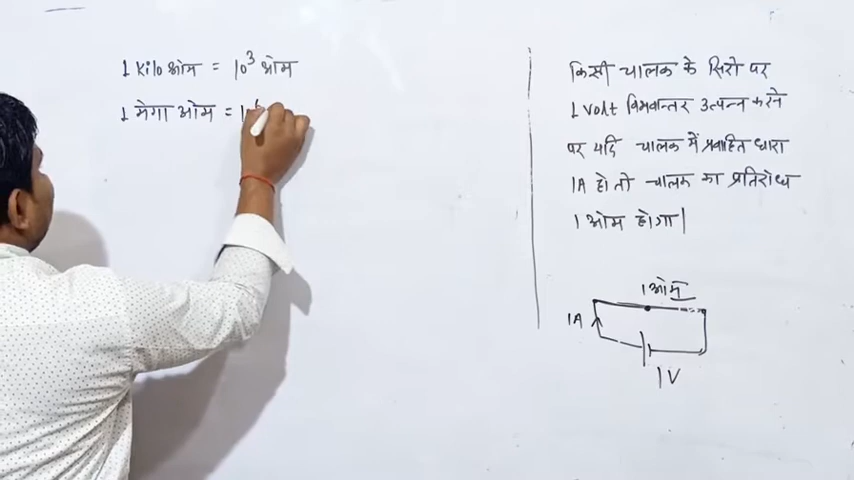 1 Kilo ओम = 10³ ओम
1 मेगा ओम = 10⁶
किसी चालक के सिरो पर
1 volt विभवान्तर उत्पन्न करने
पर यदि चालक में प्रवाहित धारा
1A हो तो चालक का प्रतिरोध
1 ओम होगा|
1 ओम
1A
1V